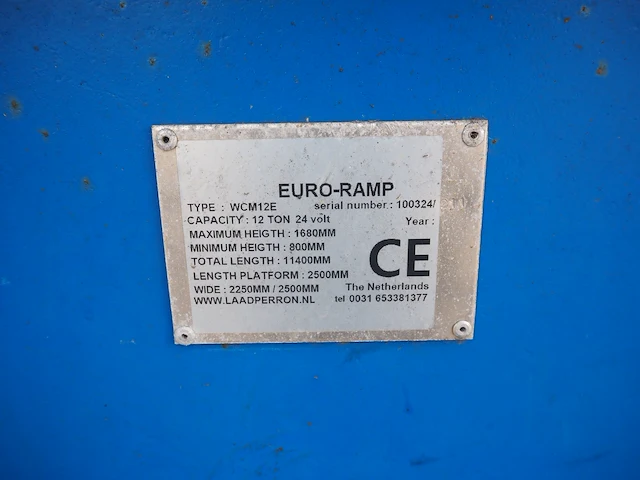 EURO-RAMP
TYPE : WCM12E serial number : 100324/
CAPACITY : 12 TON 24 volt Year :
MAXIMUM HEIGTH : 1680MM
MINIMUM HEIGTH : 800MM
TOTAL LENGTH : 11400MM
LENGTH PLATFORM : 2500MM
CE
WIDE : 2250MM / 2500MM The Netherlands
WWW.LAADPERRON.NL tel 0031 653381377